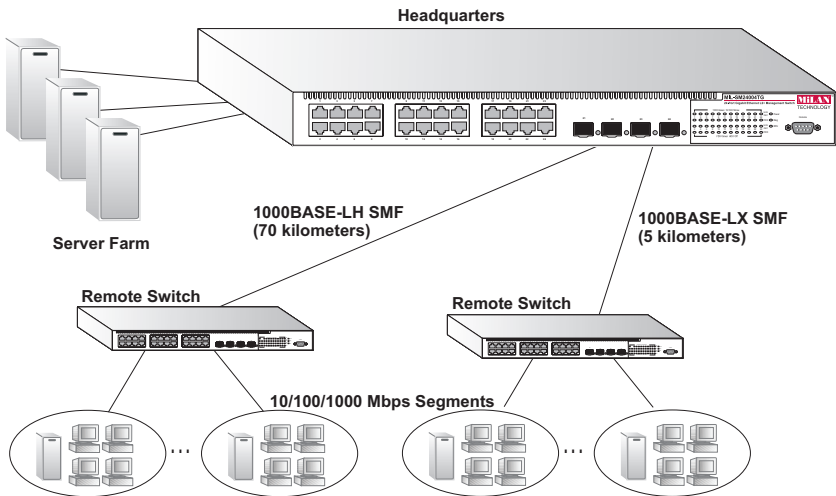 Headquarters
MIL-SM24004TG
MiLAN
TECHNOLOGY
1000BASE-LH SMF
(70 kilometers)
1000BASE-LX SMF
(5 kilometers)
Server Farm
Remote Switch
Remote Switch
10/100/1000 Mbps Segments
...
...